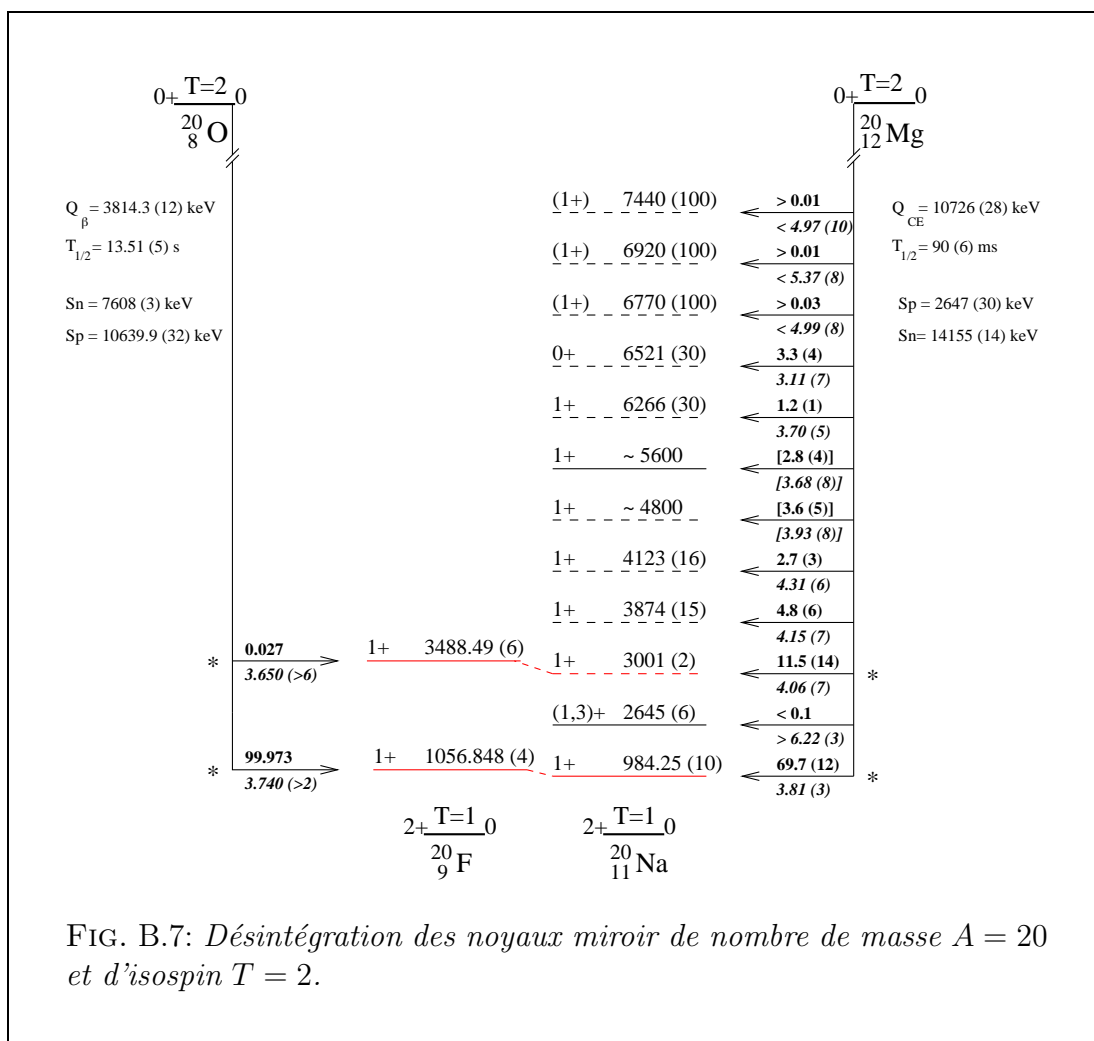 0+ T=2 0
20 8 O
0+ T=2 0
20 12 Mg
Q β = 3814.3 (12) keV
T 1/2 = 13.51 (5) s
Sn = 7608 (3) keV
Sp = 10639.9 (32) keV
Q CE = 10726 (28) keV
T 1/2 = 90 (6) ms
Sp = 2647 (30) keV
Sn= 14155 (14) keV
(1+) 7440 (100) > 0.01
< 4.97 (10)
(1+) 6920 (100) > 0.01
< 5.37 (8)
(1+) 6770 (100) > 0.03
< 4.99 (8)
0+ 6521 (30) 3.3 (4)
3.11 (7)
1+ 6266 (30) 1.2 (1)
3.70 (5)
1+ ~ 5600 [2.8 (4)]
[3.68 (8)]
1+ ~ 4800 [3.6 (5)]
[3.93 (8)]
1+ 4123 (16) 2.7 (3)
4.31 (6)
1+ 3874 (15) 4.8 (6)
4.15 (7)
* 0.027 1+ 3488.49 (6) 1+ 3001 (2) 11.5 (14) *
3.650 (>6) 4.06 (7)
(1,3)+ 2645 (6) < 0.1
> 6.22 (3)
* 99.973 1+ 1056.848 (4) 1+ 984.25 (10) 69.7 (12) *
3.740 (>2) 3.81 (3)
2+ T=1 0
20 9 F
2+ T=1 0
20 11 Na
FIG. B.7: Désintégration des noyaux miroir de nombre de masse A = 20
et d'isospin T = 2.